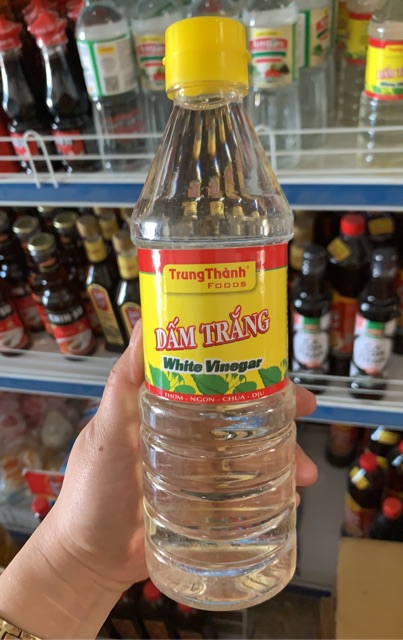 TrungThành
FOODS
DẤM TRẮNG
White Vinegar
THƠM - NGON - CHUA - DỊU